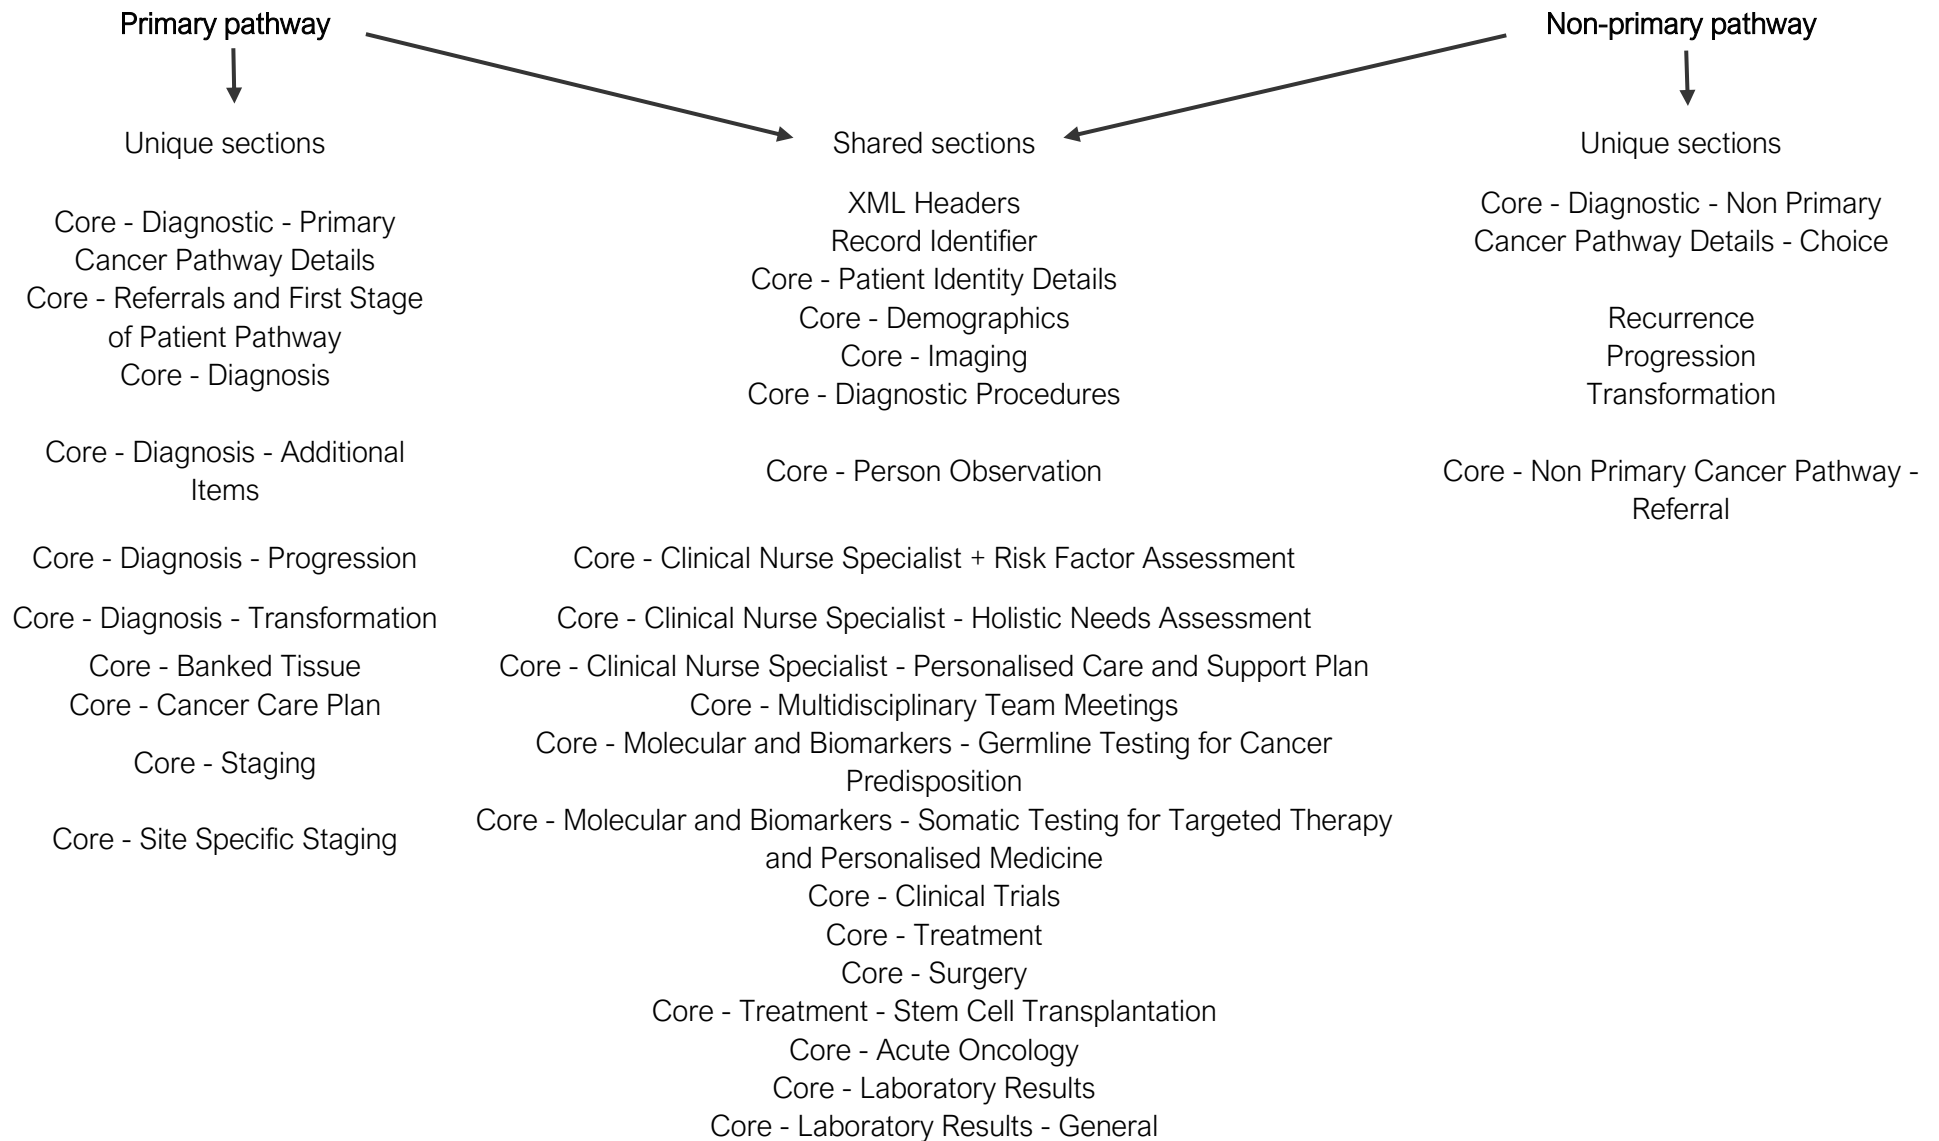 Primary pathway
Non-primary pathway
Unique sections
Shared sections
Unique sections
Core - Diagnostic - Primary
Cancer Pathway Details
Core - Referrals and First Stage
of Patient Pathway
Core - Diagnosis
Core - Diagnosis - Additional
Items
Core - Diagnosis - Progression
Core - Diagnosis - Transformation
Core - Banked Tissue
Core - Cancer Care Plan
Core - Staging
Core - Site Specific Staging
XML Headers
Record Identifier
Core - Patient Identity Details
Core - Demographics
Core - Imaging
Core - Diagnostic Procedures
Core - Person Observation
Core - Clinical Nurse Specialist + Risk Factor Assessment
Core - Clinical Nurse Specialist - Holistic Needs Assessment
Core - Clinical Nurse Specialist - Personalised Care and Support Plan
Core - Multidisciplinary Team Meetings
Core - Molecular and Biomarkers - Germline Testing for Cancer
Predisposition
Core - Molecular and Biomarkers - Somatic Testing for Targeted Therapy
and Personalised Medicine
Core - Clinical Trials
Core - Treatment
Core - Surgery
Core - Treatment - Stem Cell Transplantation
Core - Acute Oncology
Core - Laboratory Results
Core - Laboratory Results - General
Core - Diagnostic - Non Primary
Cancer Pathway Details - Choice
Recurrence
Progression
Transformation
Core - Non Primary Cancer Pathway -
Referral